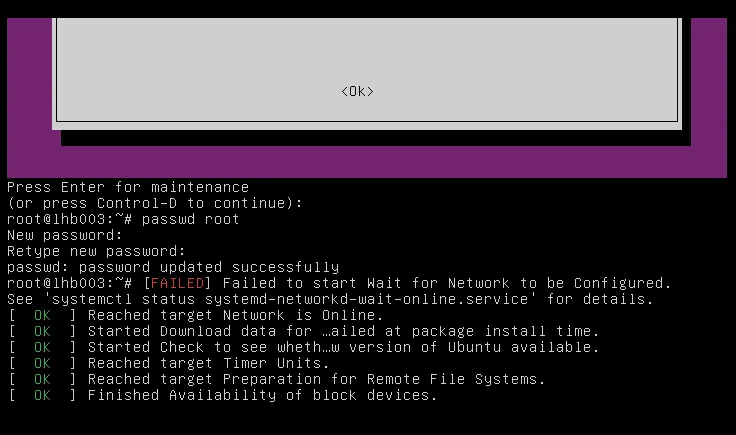 <Ok>
Press Enter for maintenance
(or press Control-D to continue):
root@lhb003:~# passwd root
New password:
Retype new password:
passwd: password updated successfully
root@lhb003:~# [FAILED] Failed to start Wait for Network to be Configured.
See 'systemctl status systemd-networkd-wait-online.service' for details.
[  OK  ] Reached target Network is Online.
[  OK  ] Started Download data for …ailed at package install time.
[  OK  ] Started Check to see wheth…w version of Ubuntu available.
[  OK  ] Reached target Timer Units.
[  OK  ] Reached target Preparation for Remote File Systems.
[  OK  ] Finished Availability of block devices.